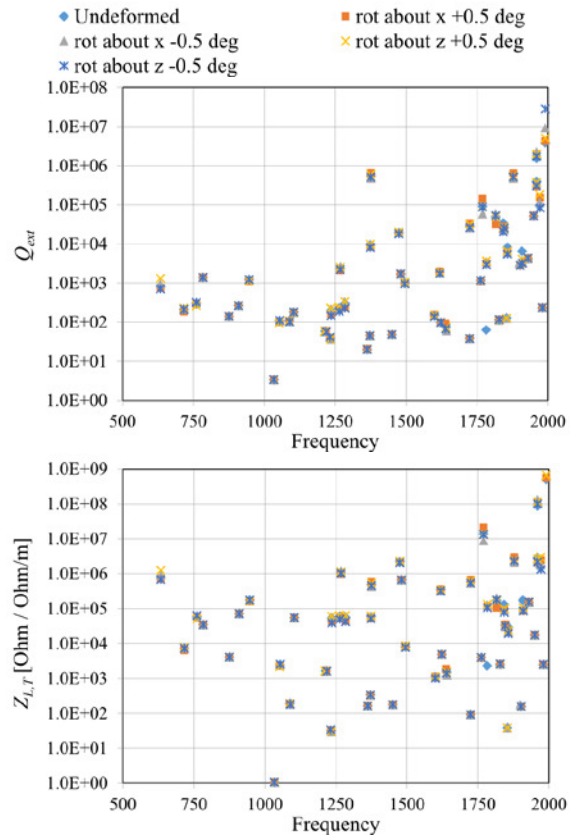 Undeformed rot about x +0.5 deg
rot about x -0.5 deg rot about z +0.5 deg
rot about z -0.5 deg
1.0E+08
1.0E+07
1.0E+06
1.0E+05
1.0E+04
1.0E+03
1.0E+02
1.0E+01
1.0E+00
Qext
500 750 1000 1250 1500 1750 2000
Frequency
1.0E+09
1.0E+08
1.0E+07
1.0E+06
1.0E+05
1.0E+04
1.0E+03
1.0E+02
1.0E+01
1.0E+00
ZL,T [Ohm / Ohm/m]
500 750 1000 1250 1500 1750 2000
Frequency